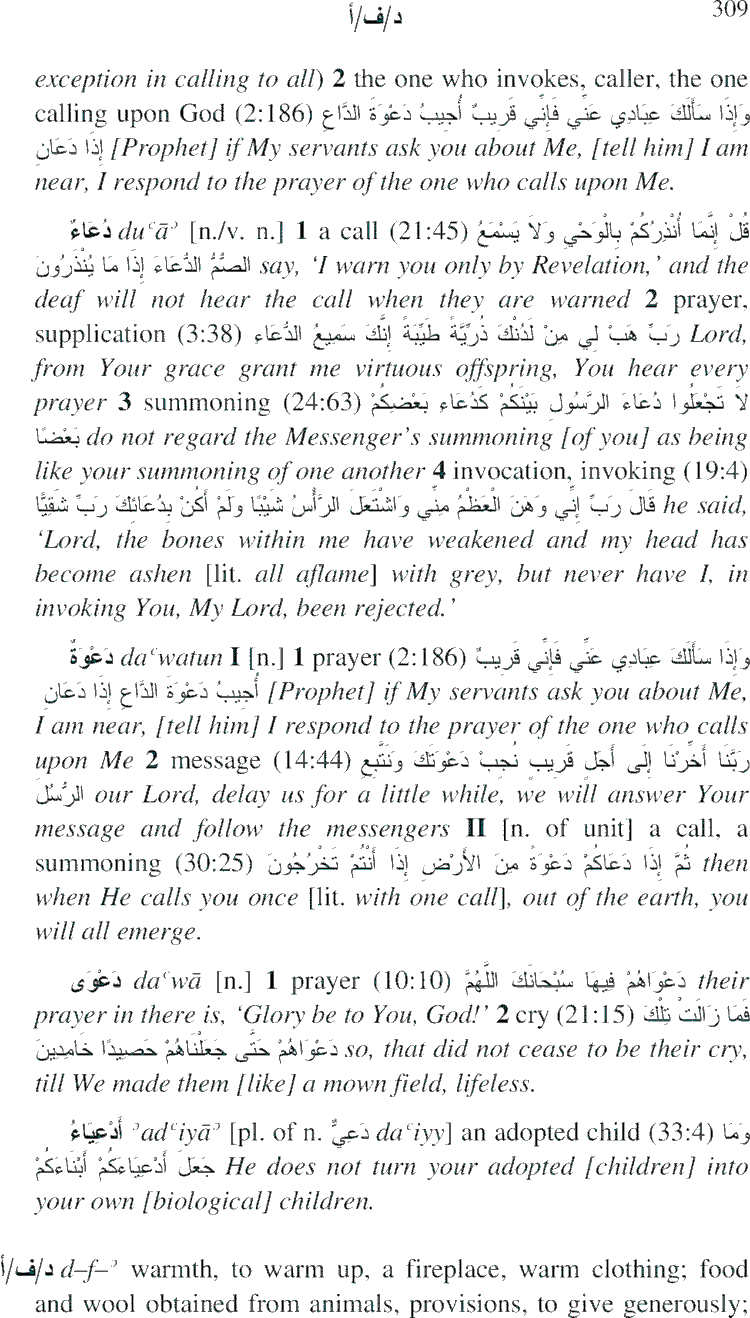 د/ف/أ 309
exception in calling to all) 2 the one who invokes, caller, the one
calling upon God (2:186) وَإِذَا سَأَلَكَ عِبَادِي عَنِّي فَإِنِّي قَرِيبٌ أُجِيبُ دَعْوَةَ الدَّاعِ
إِذَا دَعَانِ [Prophet] if My servants ask you about Me, [tell him] I am
near, I respond to the prayer of the one who calls upon Me.
دُعَاءٌ duʿāʾ [n./v. n.] 1 a call (21:45) قُلْ إِنَّمَا أُنْذِرُكُمْ بِالْوَحْيِ وَلاَ يَسْمَعُ
الصُّمُّ الدُّعَاءَ إِذَا مَا يُنْذَرُونَ say, ‘I warn you only by Revelation,’ and the
deaf will not hear the call when they are warned 2 prayer,
supplication (3:38) رَبِّ هَبْ لِي مِنْ لَدُنْكَ ذُرِّيَّةً طَيِّبَةً إِنَّكَ سَمِيعُ الدُّعَاءِ Lord,
from Your grace grant me virtuous offspring, You hear every
prayer 3 summoning (24:63) لاَ تَجْعَلُوا دُعَاءَ الرَّسُولِ بَيْنَكُمْ كَدُعَاءِ بَعْضِكُمْ
بَعْضًا do not regard the Messenger’s summoning [of you] as being
like your summoning of one another 4 invocation, invoking (19:4)
قَالَ رَبِّ إِنِّي وَهَنَ الْعَظْمُ مِنِّي وَاشْتَعَلَ الرَّأْسُ شَيْبًا وَلَمْ أَكُنْ بِدُعَائِكَ رَبِّ شَقِيًّا he said,
‘Lord, the bones within me have weakened and my head has
become ashen [lit. all aflame] with grey, but never have I, in
invoking You, My Lord, been rejected.’
دَعْوَةٌ daʿwatun I [n.] 1 prayer (2:186) وَإِذَا سَأَلَكَ عِبَادِي عَنِّي فَإِنِّي قَرِيبٌ
أُجِيبُ دَعْوَةَ الدَّاعِ إِذَا دَعَانِ [Prophet] if My servants ask you about Me,
I am near, [tell him] I respond to the prayer of the one who calls
upon Me 2 message (14:44) رَبَّنَا أَخِّرْنَا إِلَى أَجَلٍ قَرِيبٍ نُجِبْ دَعْوَتَكَ وَنَتَّبِعِ
الرُّسُلَ our Lord, delay us for a little while, we will answer Your
message and follow the messengers II [n. of unit] a call, a
summoning (30:25) ثُمَّ إِذَا دَعَاكُمْ دَعْوَةً مِنَ الأَرْضِ إِذَا أَنْتُمْ تَخْرُجُونَ then
when He calls you once [lit. with one call], out of the earth, you
will all emerge.
دَعْوَى daʿwā [n.] 1 prayer (10:10) دَعْوَاهُمْ فِيهَا سُبْحَانَكَ اللَّهُمَّ their
prayer in there is, ‘Glory be to You, God!’ 2 cry (21:15) فَمَا زَالَتْ تِلْكَ
دَعْوَاهُمْ حَتَّى جَعَلْنَاهُمْ حَصِيدًا خَامِدِينَ so, that did not cease to be their cry,
till We made them [like] a mown field, lifeless.
أَدْعِيَاءُ ʾadʿiyāʾ [pl. of n. دَعِيٌّ daʿiyy] an adopted child (33:4) وَمَا
جَعَلَ أَدْعِيَاءَكُمْ أَبْنَاءَكُمْ He does not turn your adopted [children] into
your own [biological] children.
د/ف/أ d–f–ʾ warmth, to warm up, a fireplace, warm clothing; food
and wool obtained from animals, provisions, to give generously;